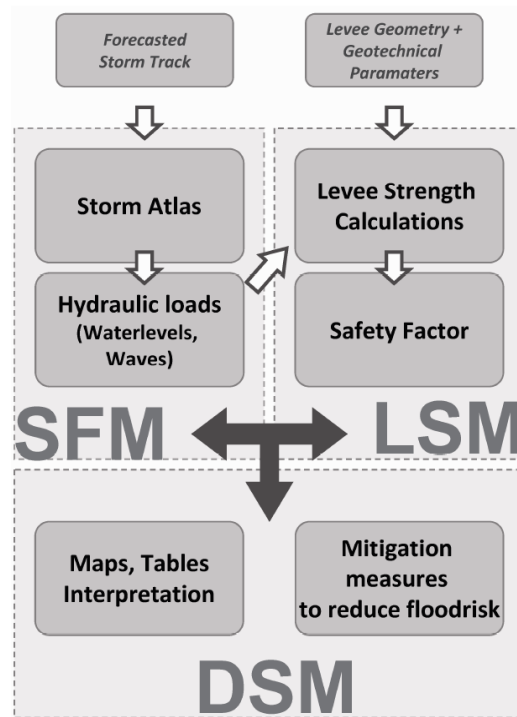 Forecasted
Storm Track
Levee Geometry +
Geotechnical
Paramaters
Storm Atlas
Hydraulic loads
(Waterlevels,
Waves)
SFM
Levee Strength
Calculations
Safety Factor
LSM
Maps, Tables
Interpretation
Mitigation
measures
to reduce floodrisk
DSM